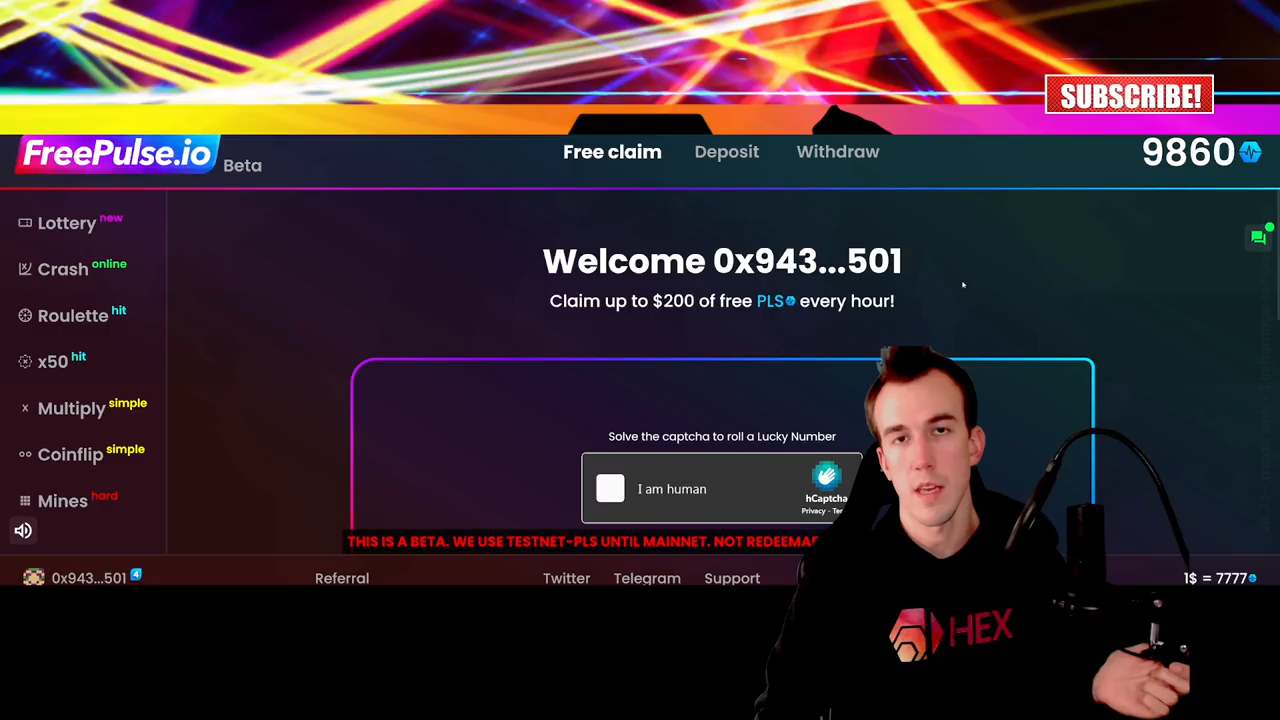 SUBSCRIBE!
FreePulse.io
Beta
Free claim
Deposit
Withdraw
9860
Lottery new
Crash online
Roulette hit
x50 hit
Multiply simple
Coinflip simple
Mines hard
Welcome 0x943...501
Claim up to $200 of free PLS every hour!
Solve the captcha to roll a Lucky Number
I am human
hCaptcha
Privacy -
THIS IS A BETA. WE USE TESTNET-PLS UNTIL MAINNET. NOT
0x943...501 4
Referral
Twitter
Telegram
Support
1$ = 7777
HEX